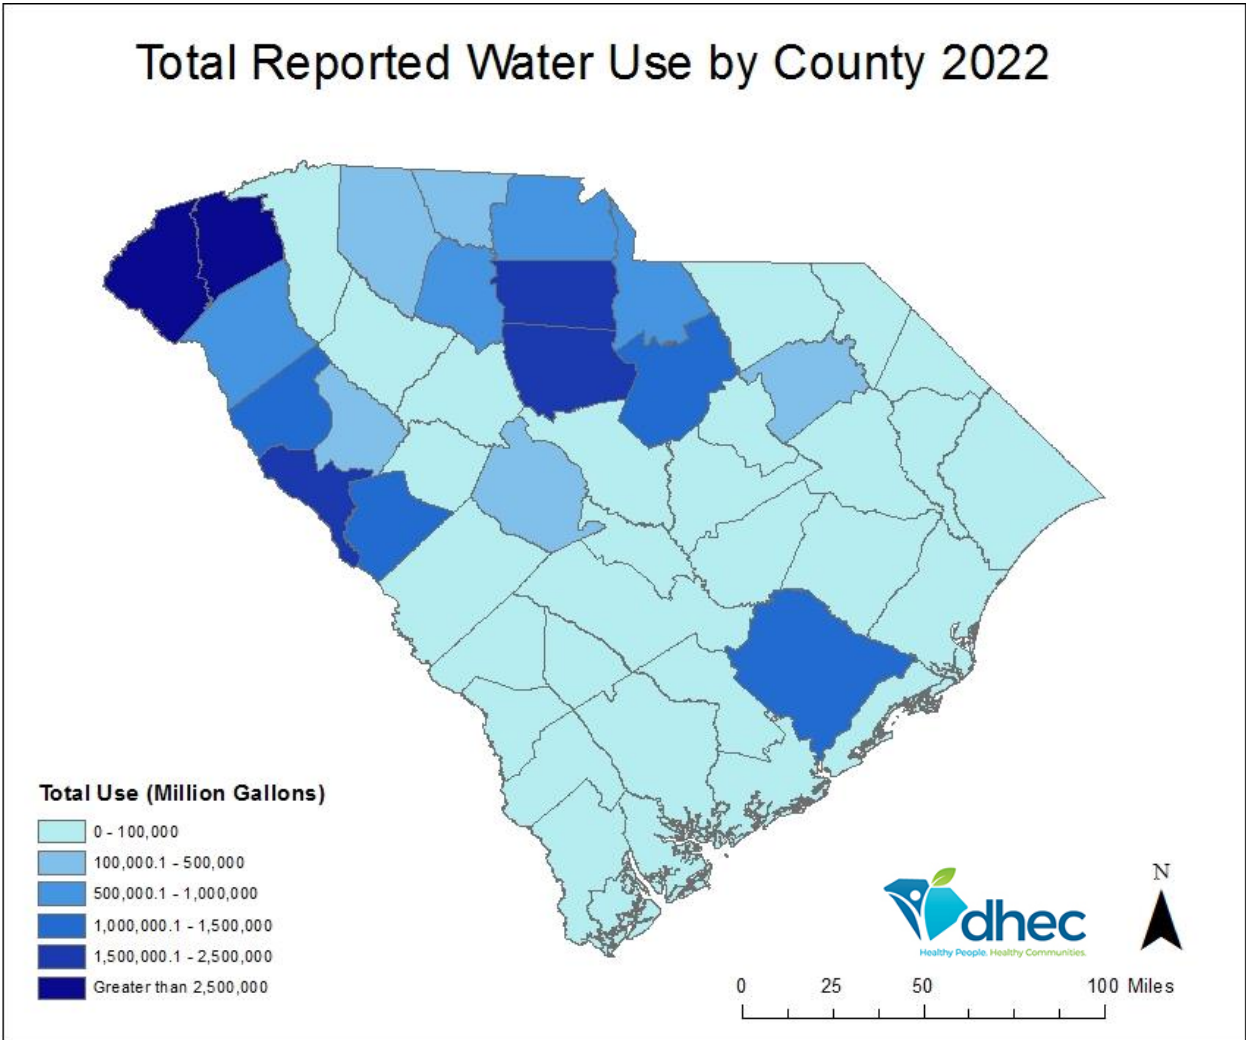 Total Reported Water Use by County 2022
Total Use (Million Gallons)
0 - 100,000
100,000.1 - 500,000
500,000.1 - 1,000,000
1,000,000.1 - 1,500,000
1,500,000.1 - 2,500,000
Greater than 2,500,000
dhec
Healthy People. Healthy Communities.
N
0 25 50 100 Miles